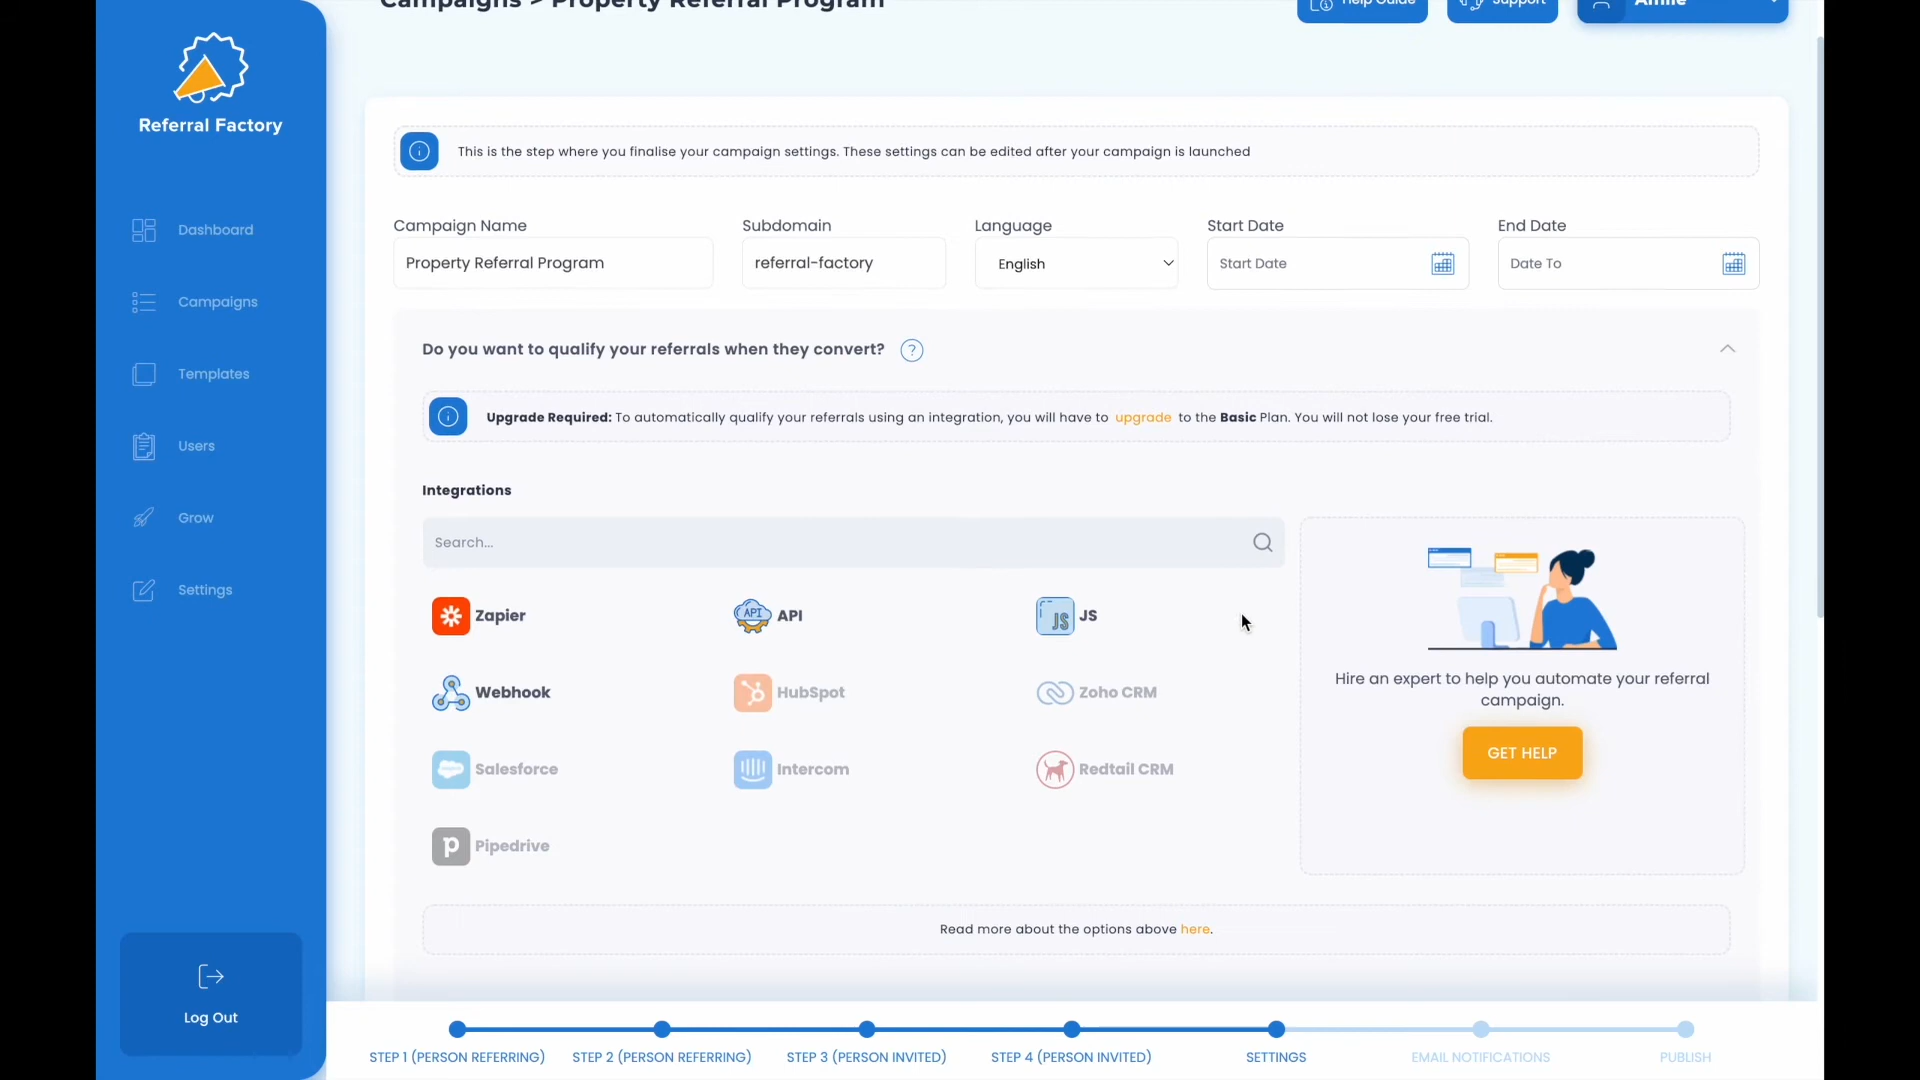 Campaigns > Property Referral Program
Help Guide
Support
Amile
Referral Factory
This is the step where you finalise your campaign settings. These settings can be edited after your campaign is launched
Dashboard
Campaigns
Templates
Users
Grow
Settings
Log Out
Campaign Name
Subdomain
Language
Start Date
End Date
Property Referral Program
referral-factory
English
Start Date
Date To
Do you want to qualify your referrals when they convert? ?
Upgrade Required: To automatically qualify your referrals using an integration, you will have to upgrade to the Basic Plan. You will not lose your free trial.
Integrations
Search...
Zapier
API API
JS JS
Webhook
HubSpot
Zoho CRM
Salesforce
Intercom
Redtail CRM
p Pipedrive
Hire an expert to help you automate your referral
campaign.
GET HELP
Read more about the options above here.
STEP 1 (PERSON REFERRING)
STEP 2 (PERSON REFERRING)
STEP 3 (PERSON INVITED)
STEP 4 (PERSON INVITED)
SETTINGS
EMAIL NOTIFICATIONS
PUBLISH